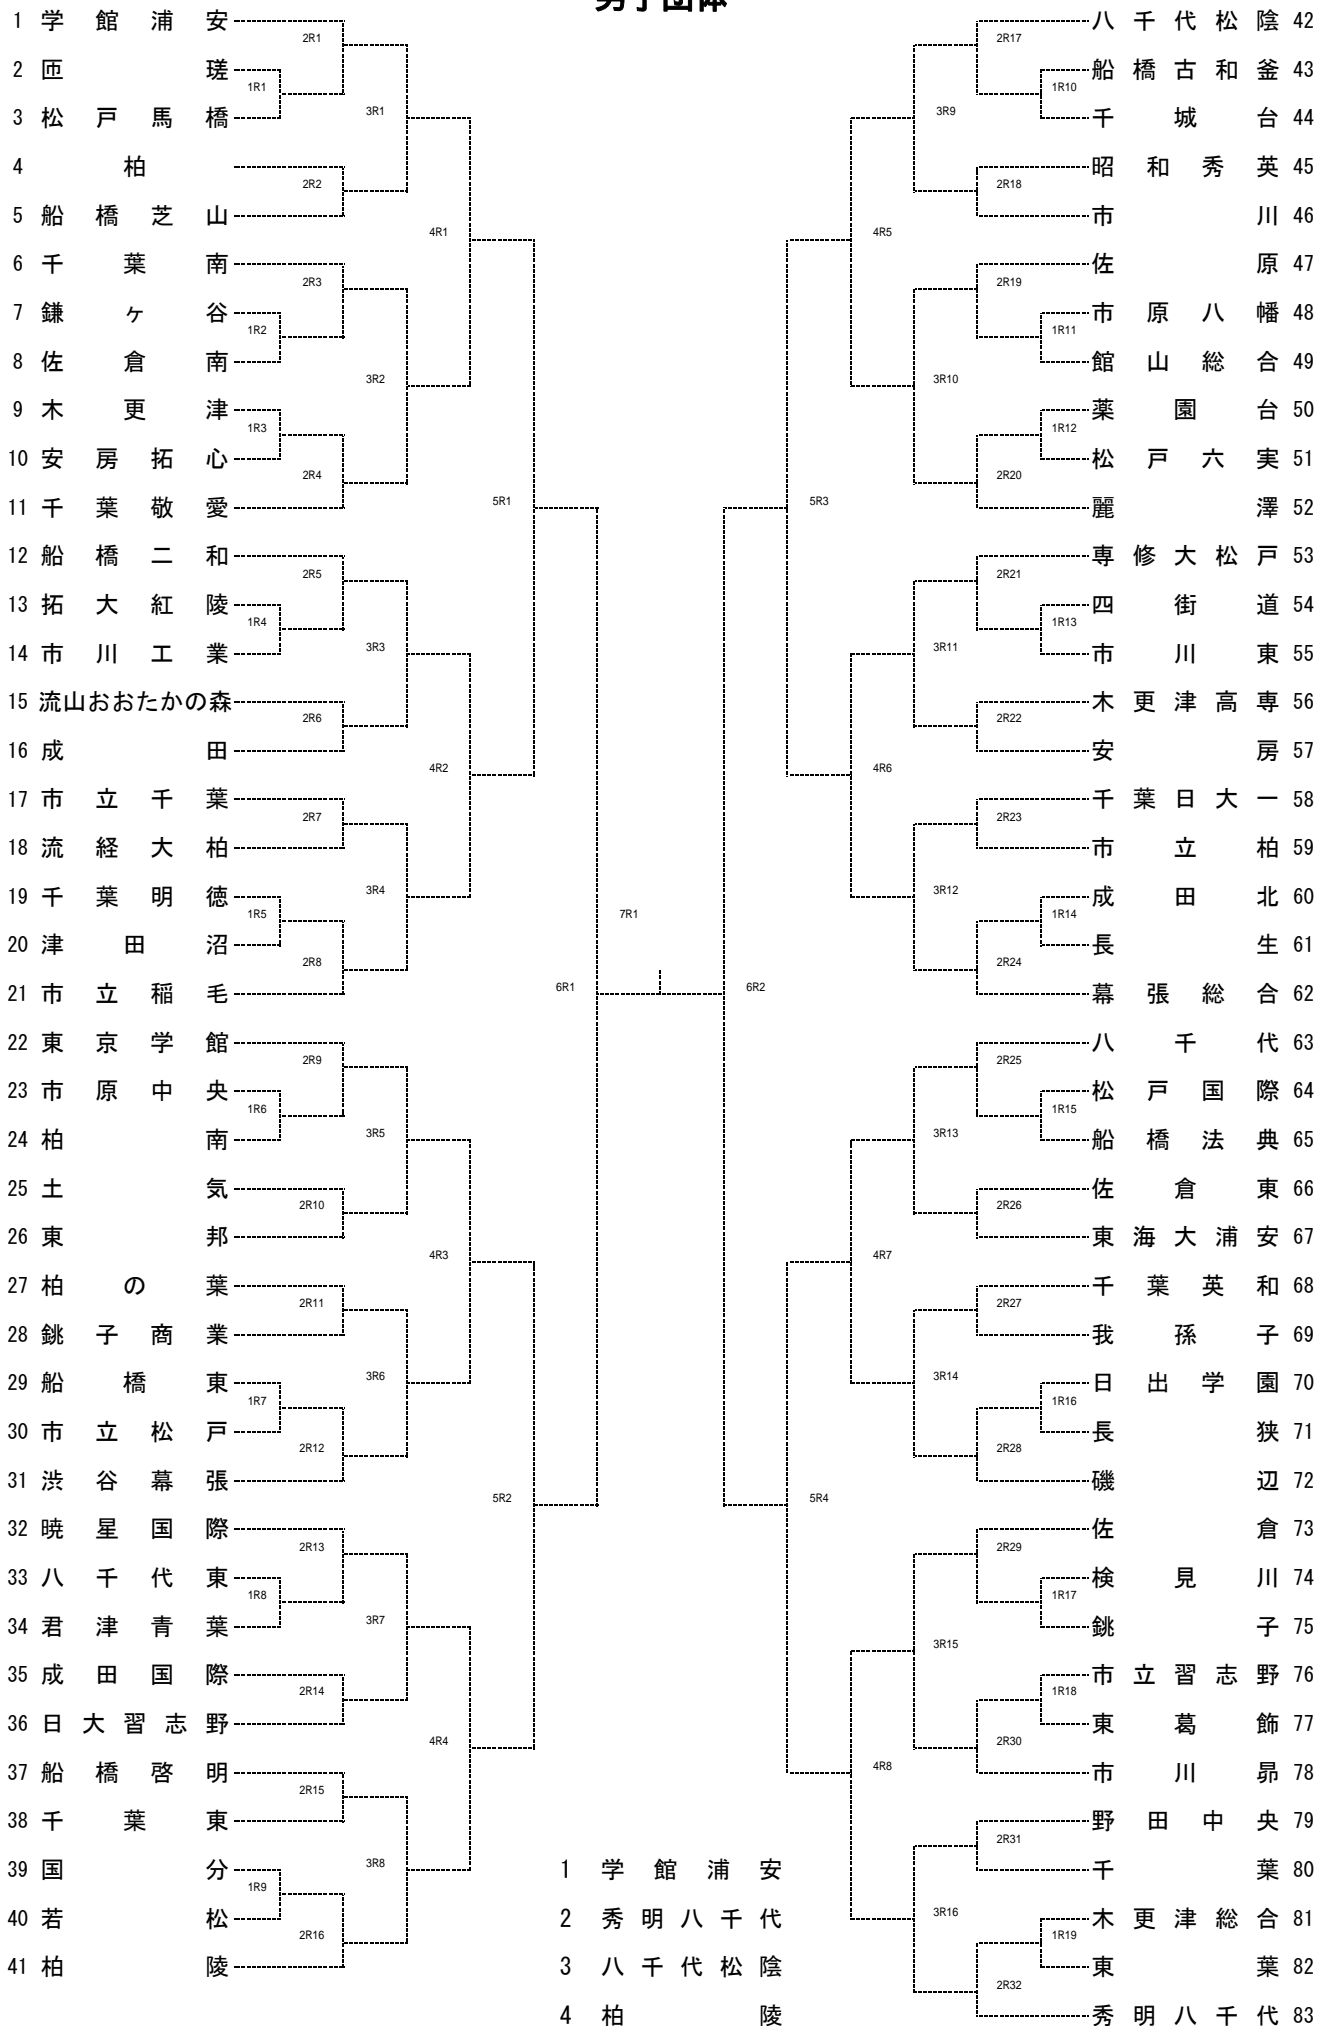 男子団体
1 学館浦安
2 匝瑳
3 松戸馬橋
4 柏
5 船橋芝山
6 千葉南
7 鎌ヶ谷
8 佐倉南
9 木更津
10 安房拓心
11 千葉敬愛
12 船橋二和
13 拓大紅陵
14 市川工業
15 流山おおたかの森
16 成田
17 市立千葉
18 流経大柏
19 千葉明徳
20 津田沼
21 市立稲毛
22 東京学館
23 市原中央
24 柏南
25 土気
26 東邦
27 柏の葉
28 銚子商業
29 船橋東
30 市立松戸
31 渋谷幕張
32 暁星国際
33 八千代東
34 君津青葉
35 成田国際
36 日大習志野
37 船橋啓明
38 千葉東
39 国分
40 若松
41 柏陵
1R1
1R2
1R3
1R4
1R5
1R6
1R7
1R8
1R9
2R1
2R2
2R3
2R4
2R5
2R6
2R7
2R8
2R9
2R10
2R11
2R12
2R13
2R14
2R15
2R16
3R1
3R2
3R3
3R4
3R5
3R6
3R7
3R8
4R1
4R2
4R3
4R4
5R1
5R2
6R1
7R1
6R2
5R3
5R4
4R5
4R6
4R7
4R8
3R9
3R10
3R11
3R12
3R13
3R14
3R15
3R16
2R17
2R18
2R19
2R20
2R21
2R22
2R23
2R24
2R25
2R26
2R27
2R28
2R29
2R30
2R31
2R32
1R10
1R11
1R12
1R13
1R14
1R15
1R16
1R17
1R18
1R19
八千代松陰 42
船橋古和釜 43
千城台 44
昭和秀英 45
市川 46
佐原 47
市原八幡 48
館山総合 49
薬園台 50
松戸六実 51
麗澤 52
専修大松戸 53
四街道 54
市川東 55
木更津高専 56
安房 57
千葉日大一 58
市立柏 59
成田北 60
長生 61
幕張総合 62
八千代 63
松戸国際 64
船橋法典 65
佐倉東 66
東海大浦安 67
千葉英和 68
我孫子 69
日出学園 70
長狭 71
磯辺 72
佐倉 73
検見川 74
銚子 75
市立習志野 76
東葛飾 77
市川昴 78
野田中央 79
千葉 80
木更津総合 81
東葉 82
秀明八千代 83
1 学館浦安
2 秀明八千代
3 八千代松陰
4 柏陵